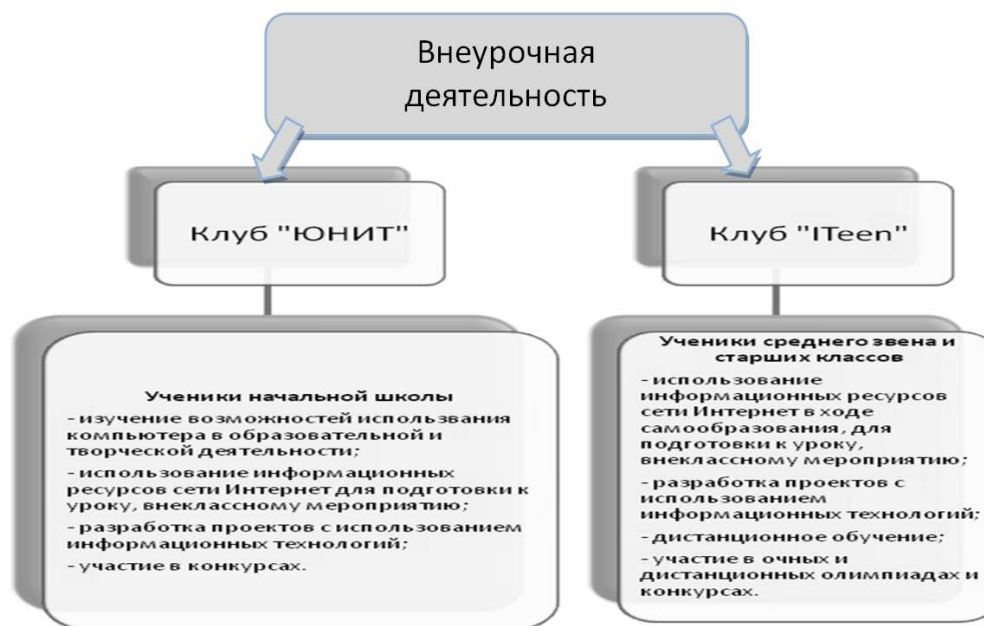 Внеурочная
деятельность
Клуб "ЮНИТ"
Ученики начальной школы
- изучение возможностей использвания
компьютера в образовательной и
творческой деятельности;
- использование информационных
ресурсов сети Интернет для подготовки к
уроку, внеклассному мероприятию;
- разработка проектов с использованием
информационных технологий;
- участие в конкурсах.
Клуб "ITeen"
Ученики среднего звена и
старших классов
- использование
информационных ресурсов
сети Интернет в ходе
самообразования, для
подготовки к уроку,
внеклассному мероприятию;
- разработка проектов с
использованием
информационных технологий;
- дистанционное обучение;
- участие в очных и
дистанционных олимпиадах и
конкурсах.